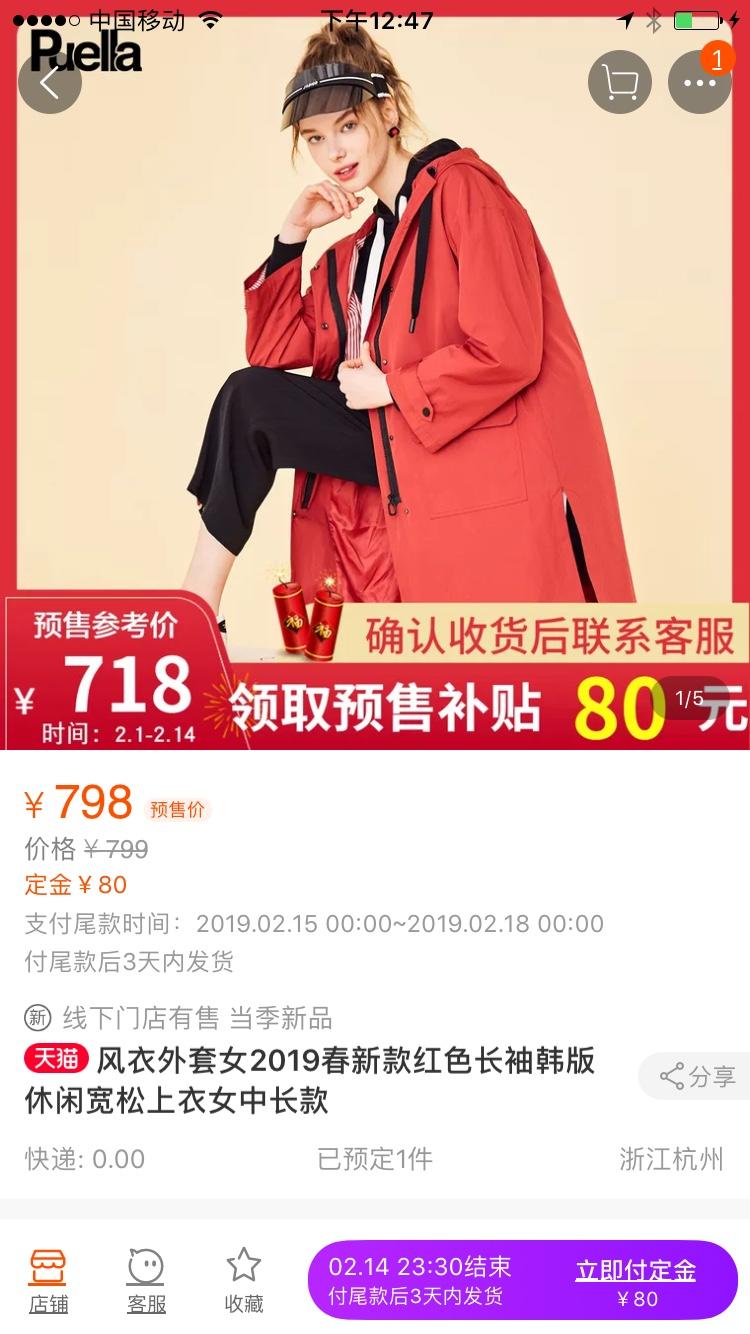 中国移动 下午12:47
Puella
1
预售参考价
¥ 718
时间：2.1-2.14
福 福
确认收货后联系客服
领取预售补贴 80元
1/5
¥ 798 预售价
价格 ¥ 799
定金 ¥ 80
支付尾款时间：2019.02.15 00:00~2019.02.18 00:00
付尾款后3天内发货
新 线下门店有售 当季新品
天猫 风衣外套女2019春新款红色长袖韩版
休闲宽松上衣女中长款
分享
快递: 0.00 已预定1件 浙江杭州
店铺 客服 收藏
02.14 23:30结束
付尾款后3天内发货
立即付定金
¥ 80